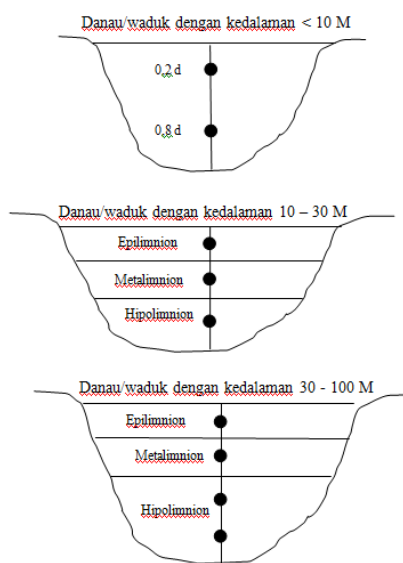 Danau/waduk dengan kedalaman < 10 M
0,2 d
0,8 d
Danau/waduk dengan kedalaman 10 – 30 M
Epilimnion
Metalimnion
Hipolimnion
Danau/waduk dengan kedalaman 30 - 100 M
Epilimnion
Metalimnion
Hipolimnion